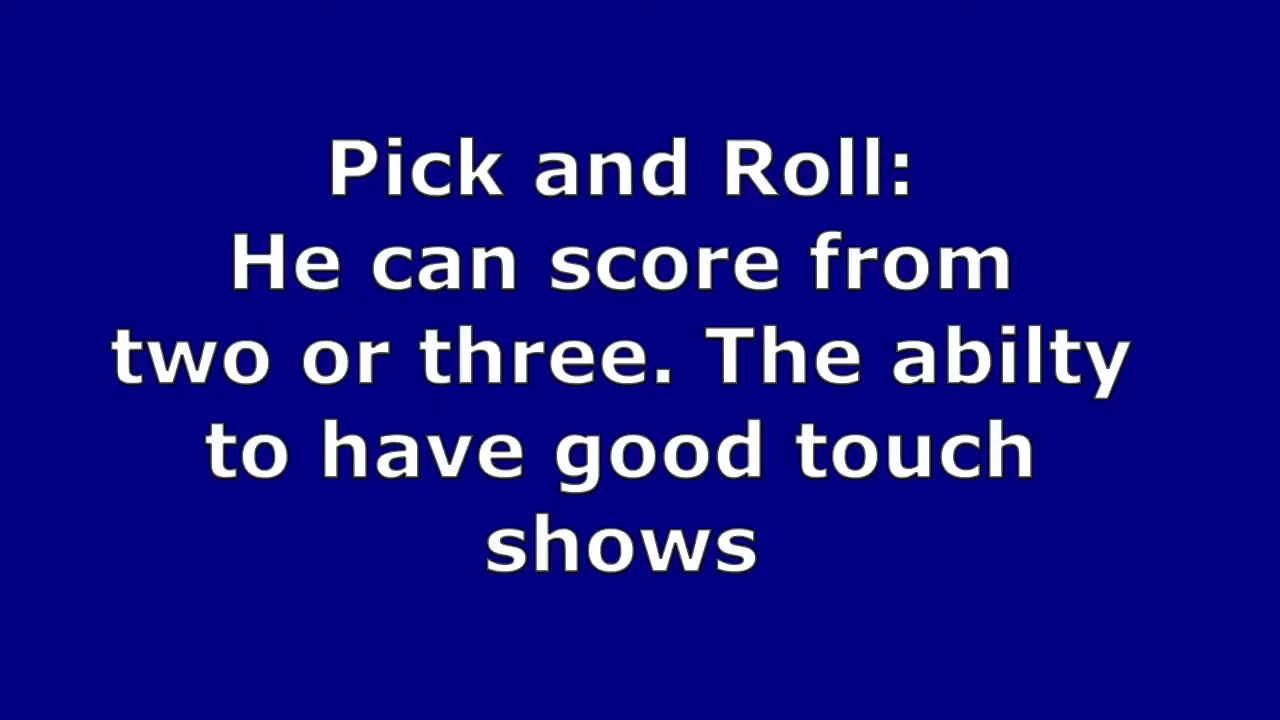 Pick and Roll:
He can score from
two or three. The abilty
to have good touch
shows